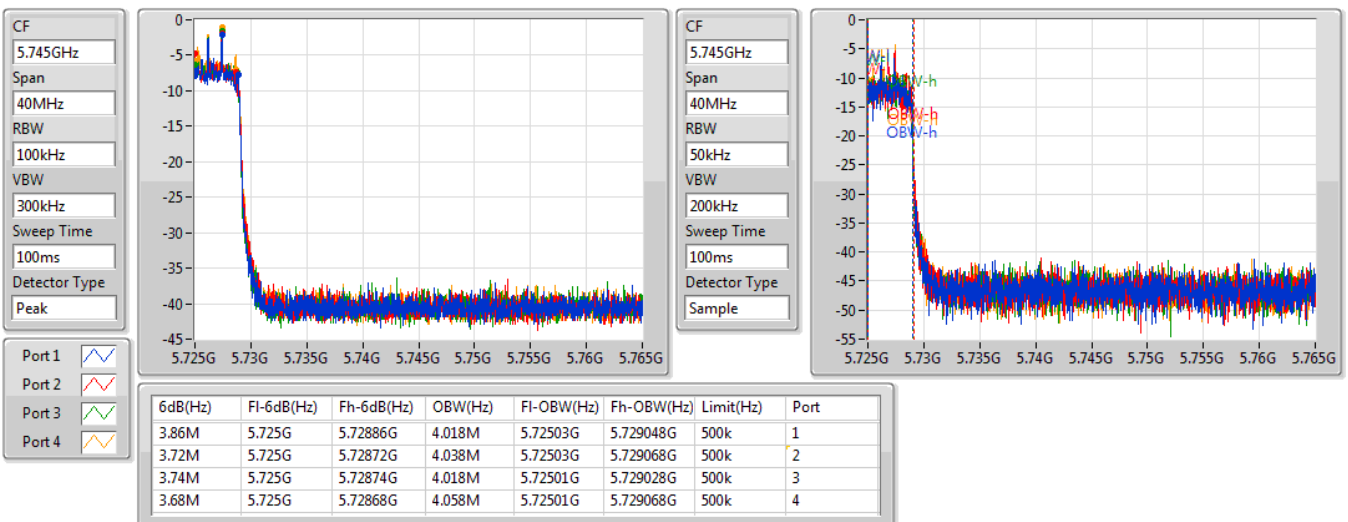 CF
5.745GHz
Span
40MHz
RBW
100kHz
VBW
300kHz
Sweep Time
100ms
Detector Type
Peak
0
-5
-10
-15
-20
-25
-30
-35
-40
-45
5.725G 5.73G 5.735G 5.74G 5.745G 5.75G 5.755G 5.76G 5.765G
CF
5.745GHz
Span
40MHz
RBW
50kHz
VBW
200kHz
Sweep Time
100ms
Detector Type
Sample
0
-5
-10
-15
-20
-25
-30
-35
-40
-45
-50
-55
OBW-h
OBW-h
OBW-h
5.725G 5.73G 5.735G 5.74G 5.745G 5.75G 5.755G 5.76G 5.765G
Port 1
Port 2
Port 3
Port 4
6dB(Hz) Fl-6dB(Hz) Fh-6dB(Hz) OBW(Hz) Fl-OBW(Hz) Fh-OBW(Hz) Limit(Hz) Port
3.86M 5.725G 5.72886G 4.018M 5.72503G 5.729048G 500k 1
3.72M 5.725G 5.72872G 4.038M 5.72503G 5.729068G 500k 2
3.74M 5.725G 5.72874G 4.018M 5.72501G 5.729028G 500k 3
3.68M 5.725G 5.72868G 4.058M 5.72501G 5.729068G 500k 4